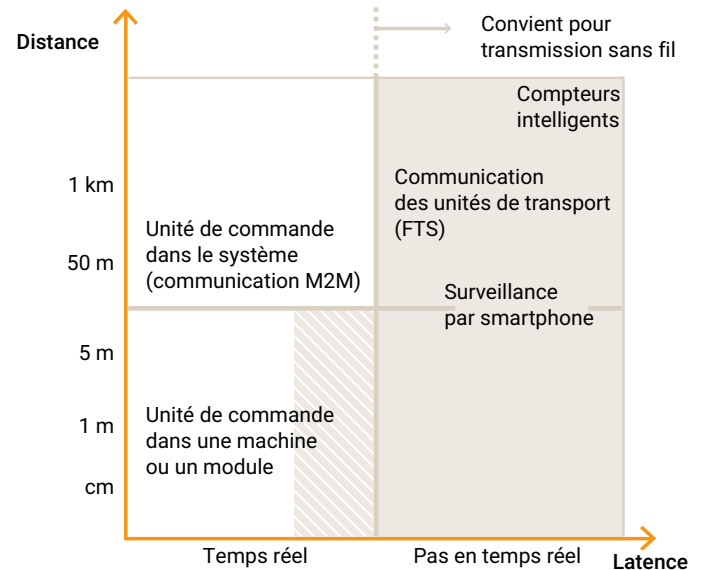 Distance
Convient pour
transmission sans fil
Compteurs
intelligents
1 km
Communication
des unités de transport
(FTS)
Unité de commande
dans le système
(communication M2M)
50 m
Surveillance
par smartphone
5 m
Unité de commande
dans une machine
ou un module
1 m
cm
Temps réel
Pas en temps réel
Latence